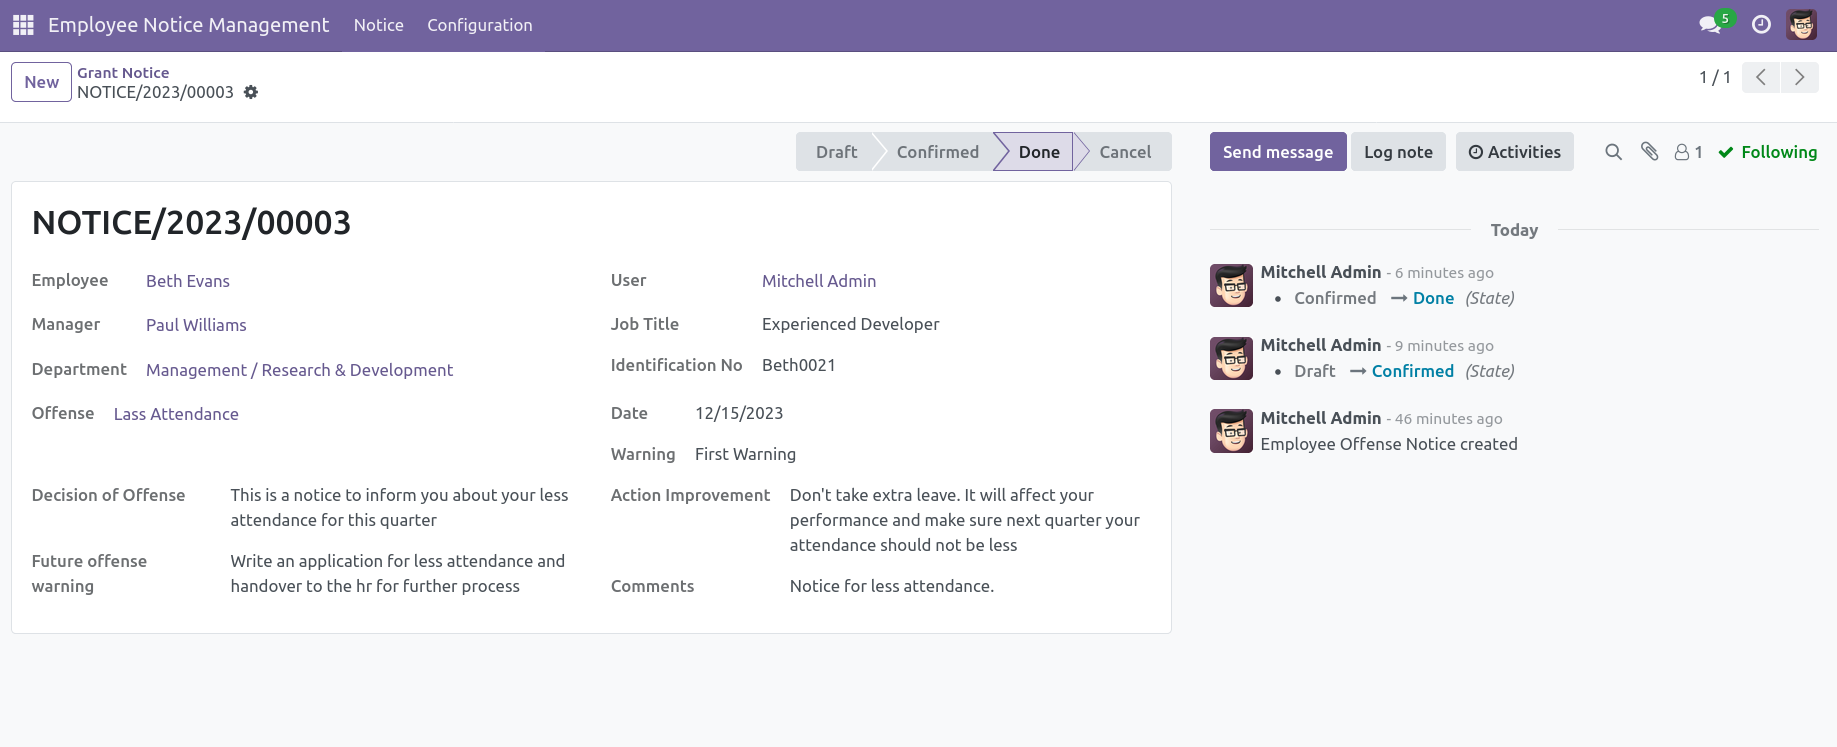 Employee Notice Management Notice Configuration 5
New Grant Notice
NOTICE/2023/00003
1 / 1
Draft Confirmed Done Cancel
Send message Log note Activities 1 Following
NOTICE/2023/00003
Employee Beth Evans
Manager Paul Williams
Department Management / Research & Development
Offense Lass Attendance
User Mitchell Admin
Job Title Experienced Developer
Identification No Beth0021
Date 12/15/2023
Warning First Warning
Decision of Offense This is a notice to inform you about your less
attendance for this quarter
Future offense Write an application for less attendance and
warning handover to the hr for further process
Action Improvement Don't take extra leave. It will affect your
performance and make sure next quarter your
attendance should not be less
Comments Notice for less attendance.
Today
Mitchell Admin - 6 minutes ago
• Confirmed → Done (State)
Mitchell Admin - 9 minutes ago
• Draft → Confirmed (State)
Mitchell Admin - 46 minutes ago
Employee Offense Notice created